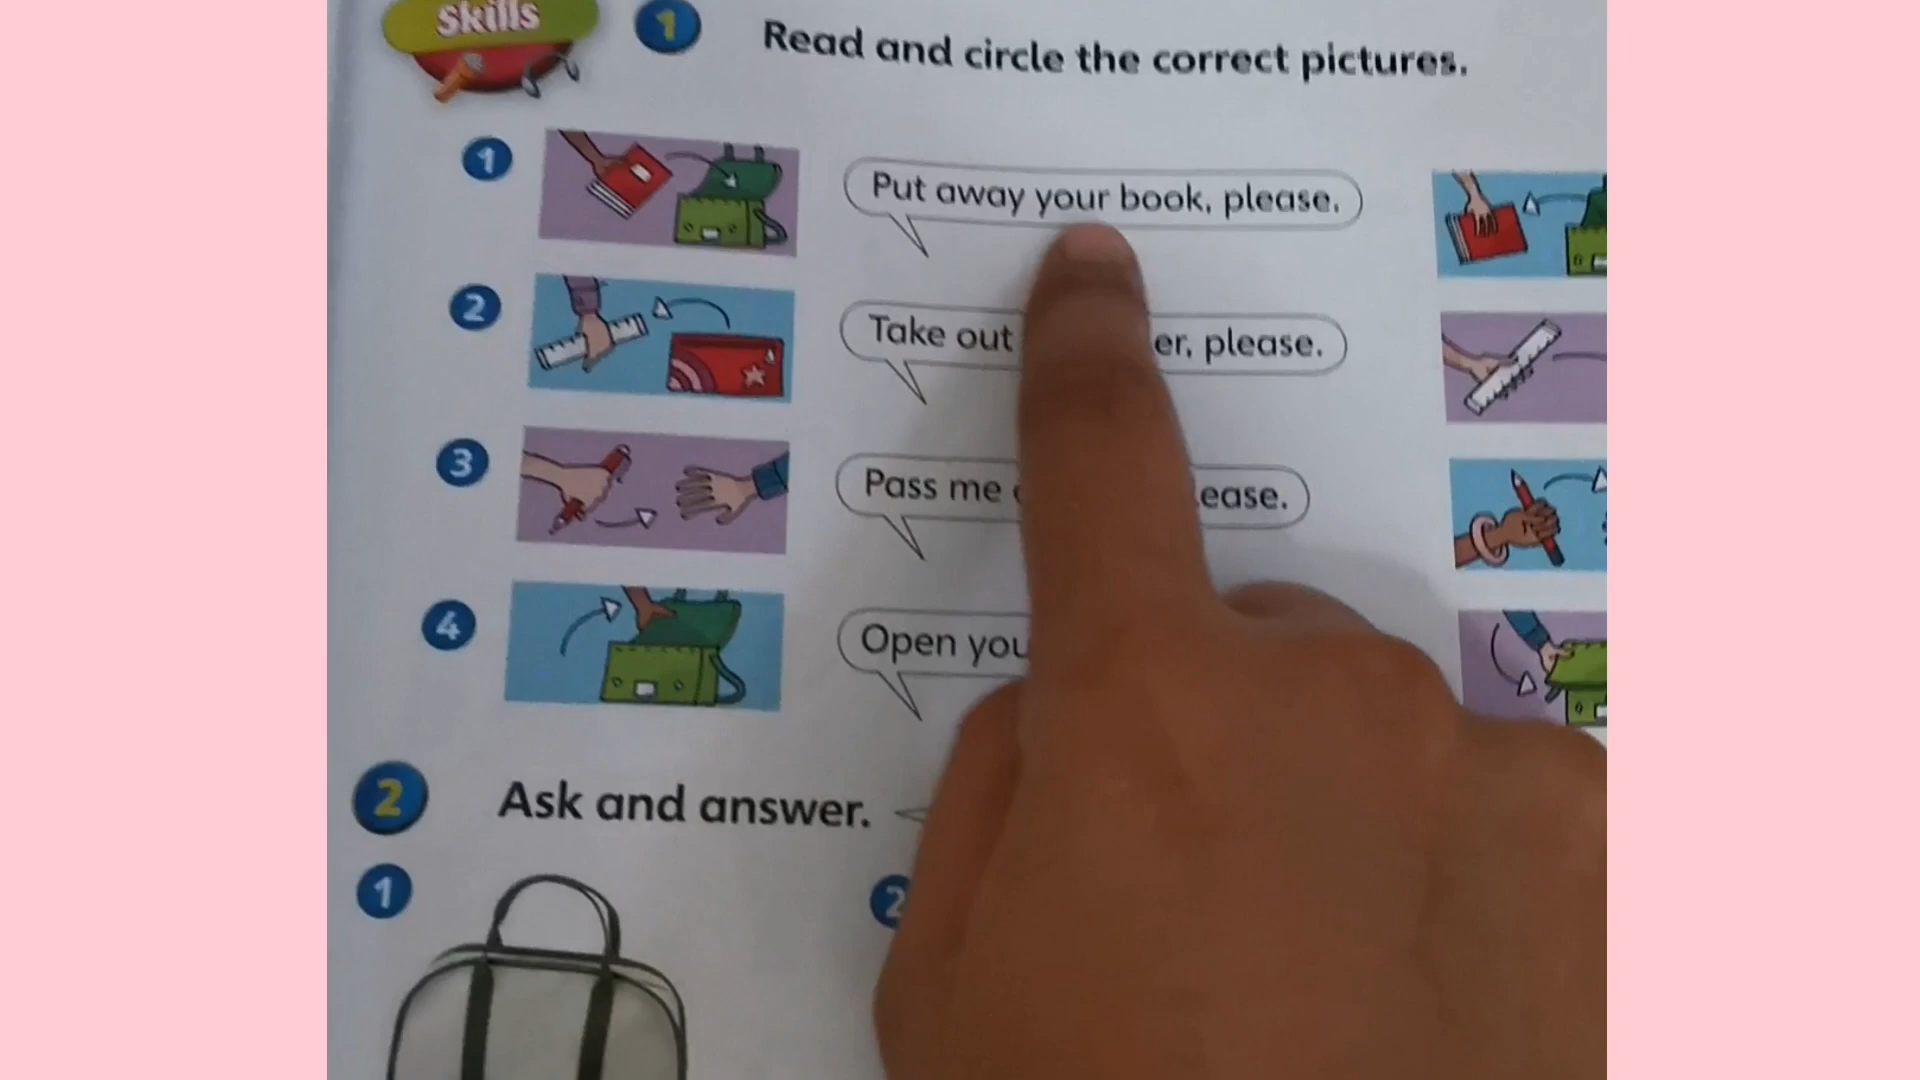 Skills
1 Read and circle the correct pictures.
1 Put away your book, please.
2 Take out er, please.
3 Pass me ease.
4 Open you
2 Ask and answer.
1 2